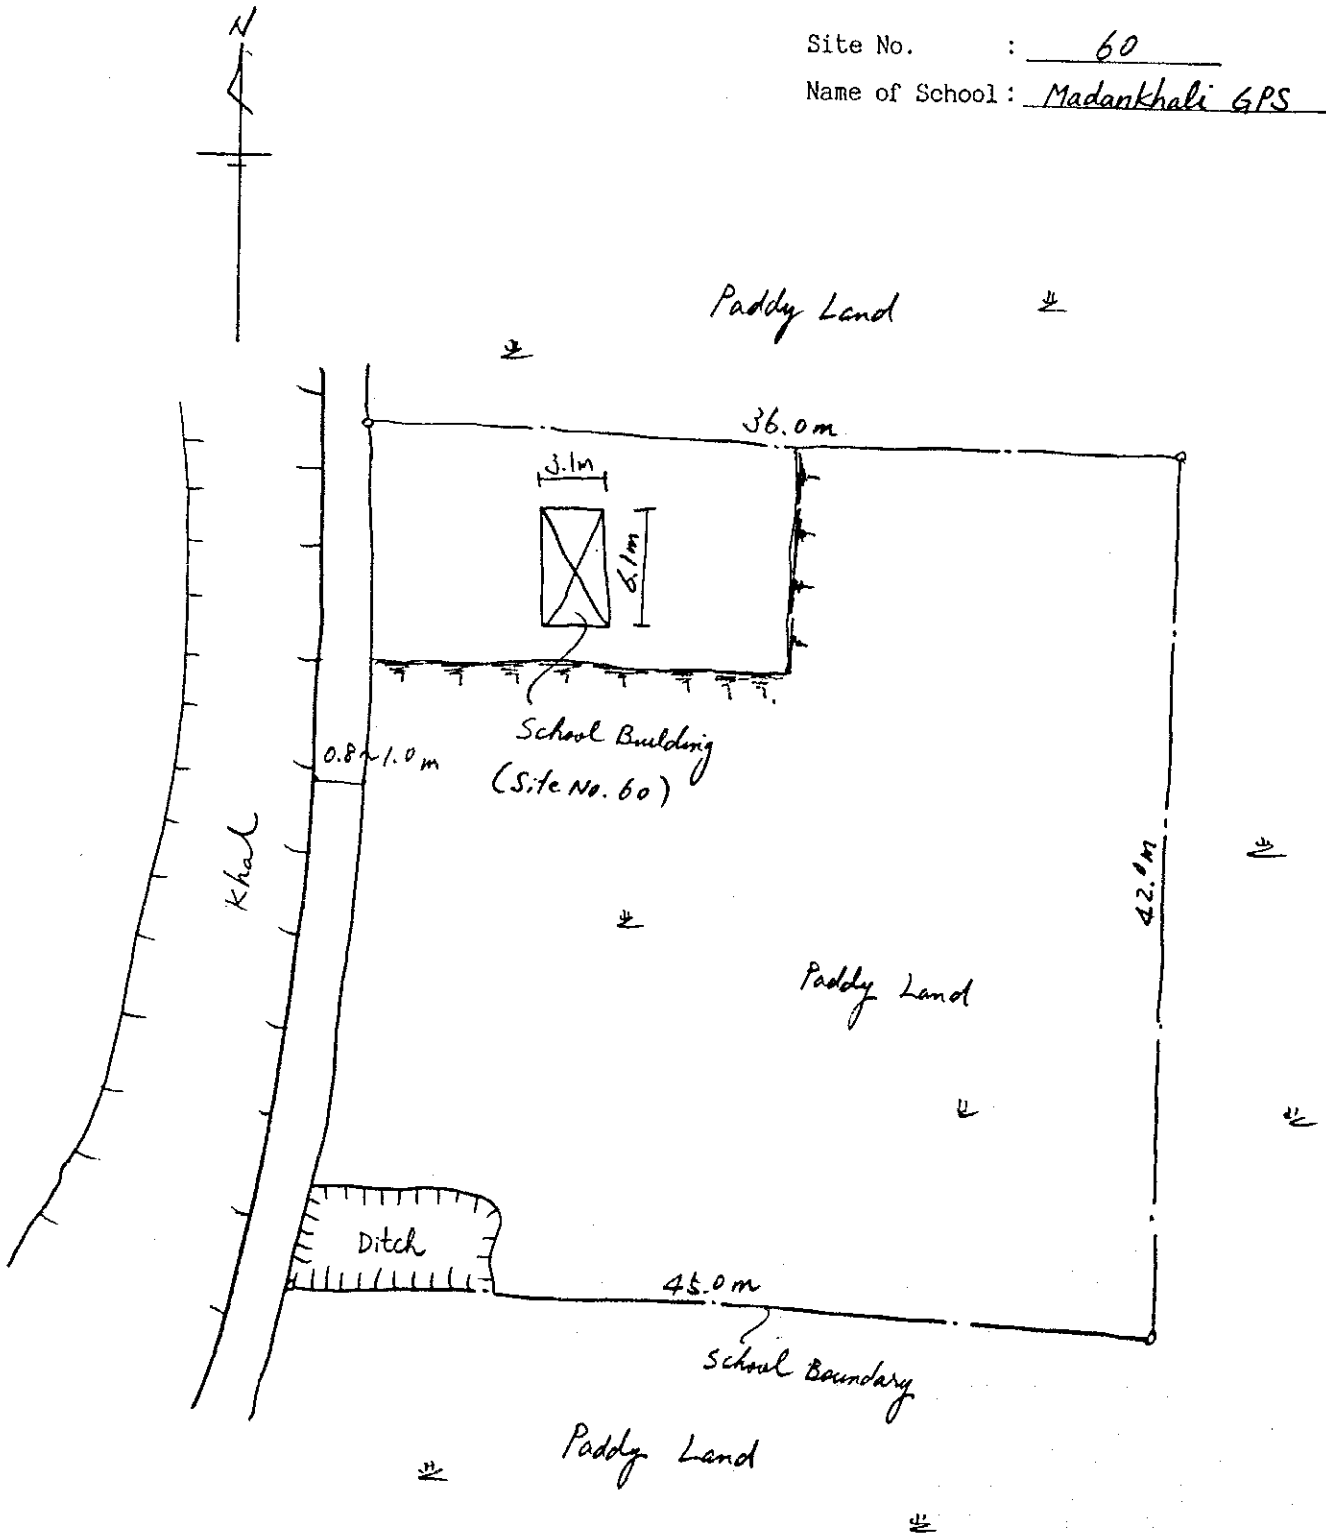 N
Site No. : 60
Name of School : Madankhali GPS
Paddy Land
36.0m
3.1m
6.1m
School Building
(Site No. 60)
0.8~1.0m
Khal
42.0m
Paddy Land
Ditch
45.0m
School Boundary
Paddy Land